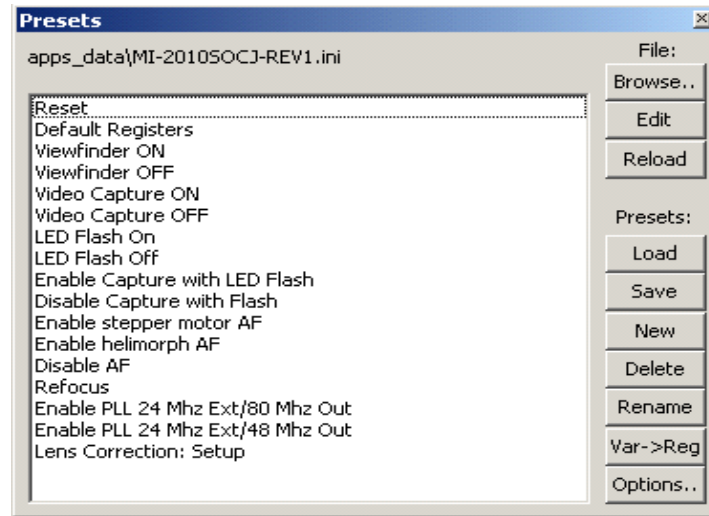 Presets
apps_data\MI-2010SOCJ-REV1.ini
File:
Browse..
Edit
Reload
Reset
Default Registers
Viewfinder ON
Viewfinder OFF
Video Capture ON
Video Capture OFF
LED Flash On
LED Flash Off
Enable Capture with LED Flash
Disable Capture with Flash
Enable stepper motor AF
Enable helimorph AF
Disable AF
Refocus
Enable PLL 24 Mhz Ext/80 Mhz Out
Enable PLL 24 Mhz Ext/48 Mhz Out
Lens Correction: Setup
Presets:
Load
Save
New
Delete
Rename
Var->Reg
Options..